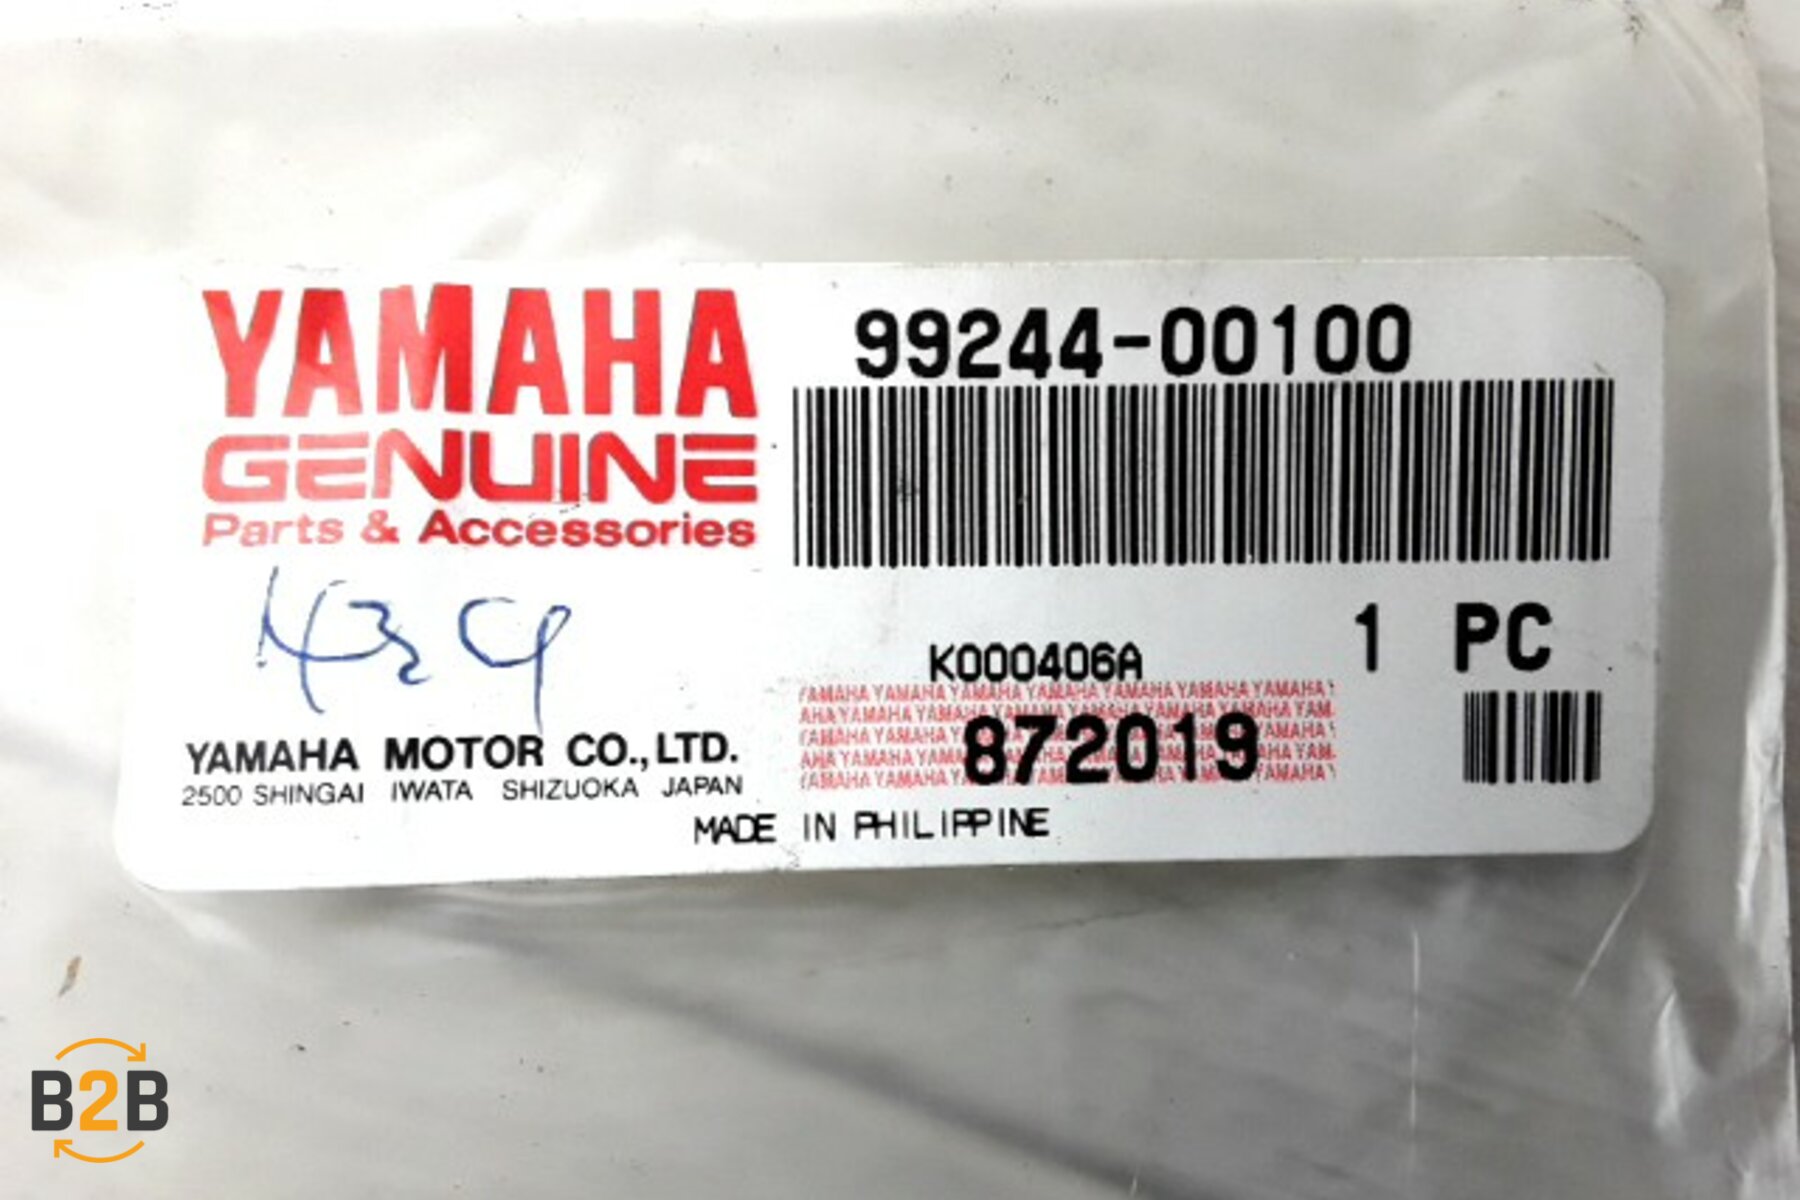 YAMAHA
GENUINE
Parts & Accessories
99244-00100
1 PC
K000406A
872019
YAMAHA MOTOR CO., LTD.
2500 SHINGAI IWATA SHIZUOKA JAPAN
MADE IN PHILIPPINE
B2B